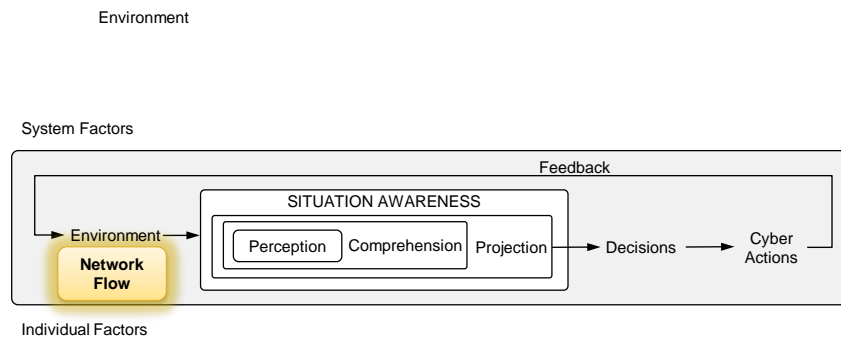 Environment
System Factors
Feedback
SITUATION AWARENESS
Environment
Perception
Comprehension
Projection
Decisions
Cyber
Actions
Network
Flow
Individual Factors